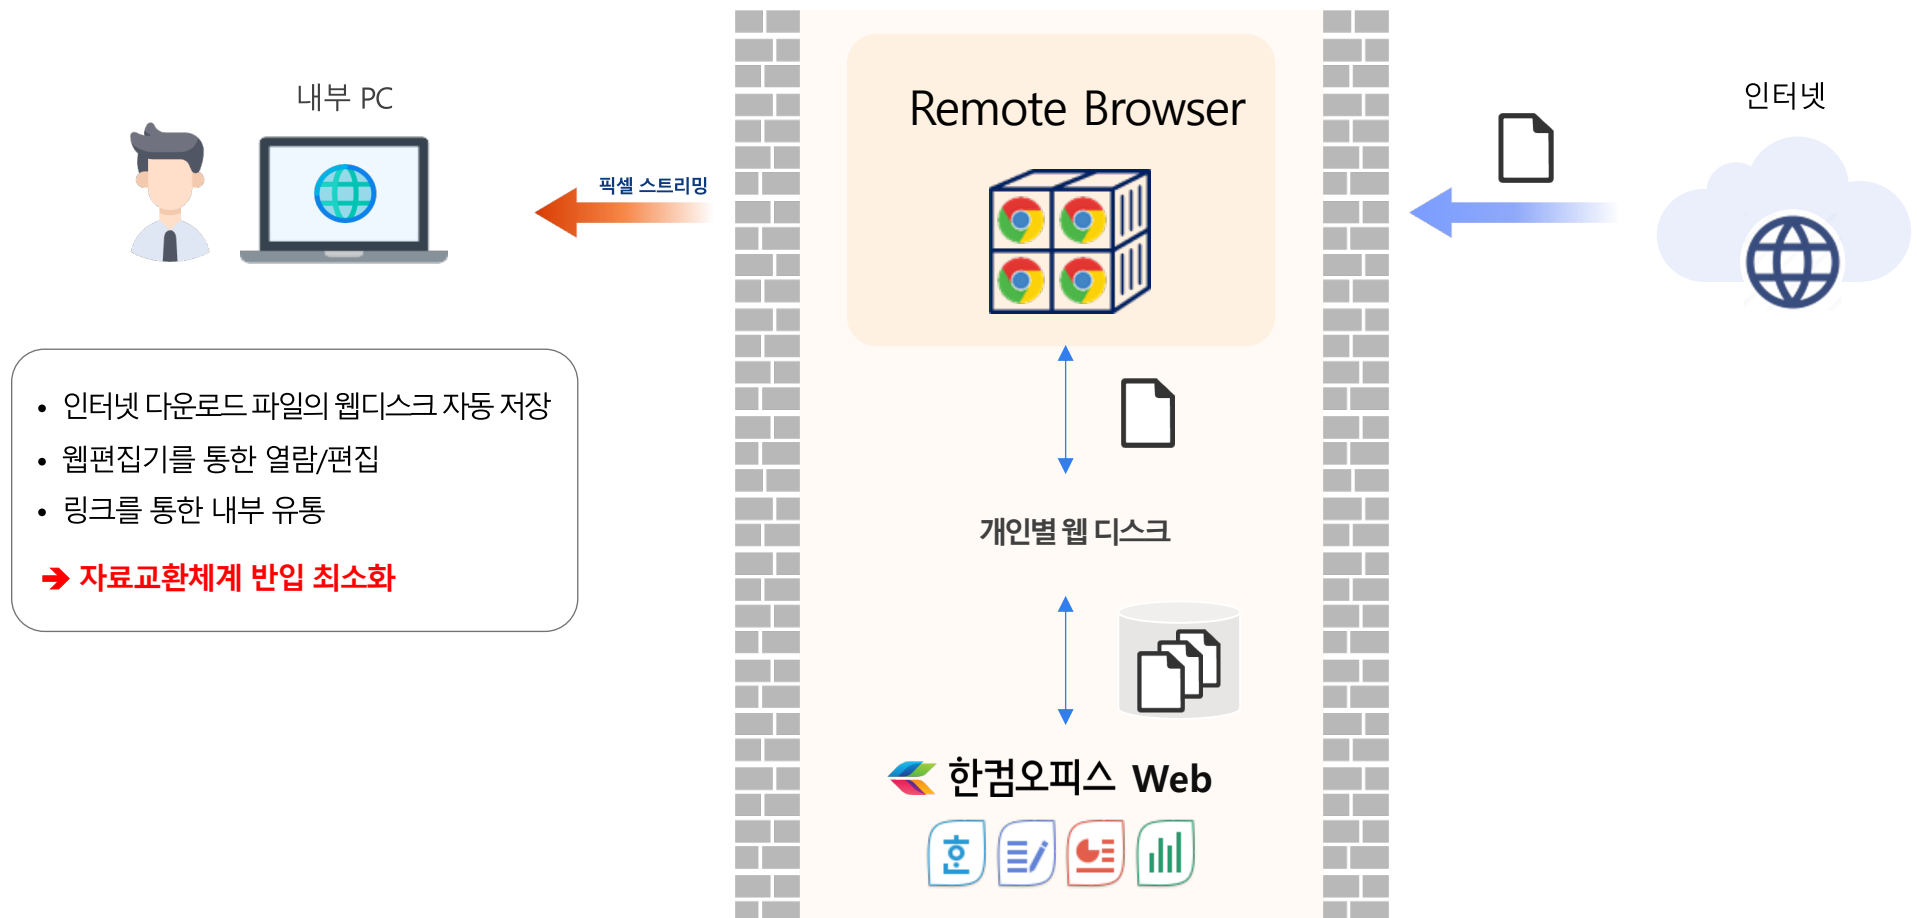 내부 PC
픽셀 스트리밍
Remote Browser
인터넷
• 인터넷 다운로드 파일의 웹디스크 자동 저장
• 웹편집기를 통한 열람/편집
• 링크를 통한 내부 유통
➔ 자료교환체계 반입 최소화
개인별 웹 디스크
한컴오피스 Web
한